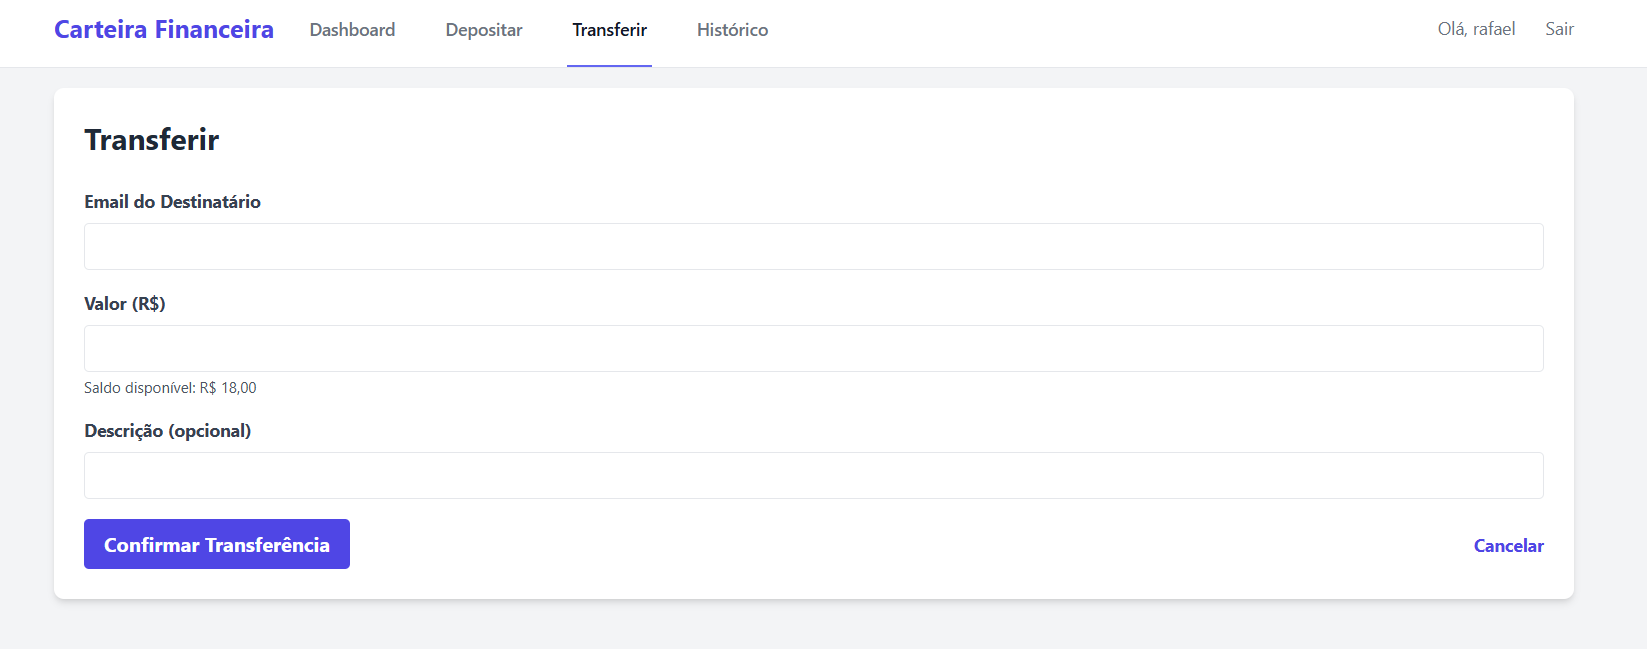 Carteira Financeira Dashboard Depositar Transferir Histórico Olá, rafael Sair
Transferir
Email do Destinatário
Valor (R$)
Saldo disponível: R$ 18,00
Descrição (opcional)
Confirmar Transferência Cancelar